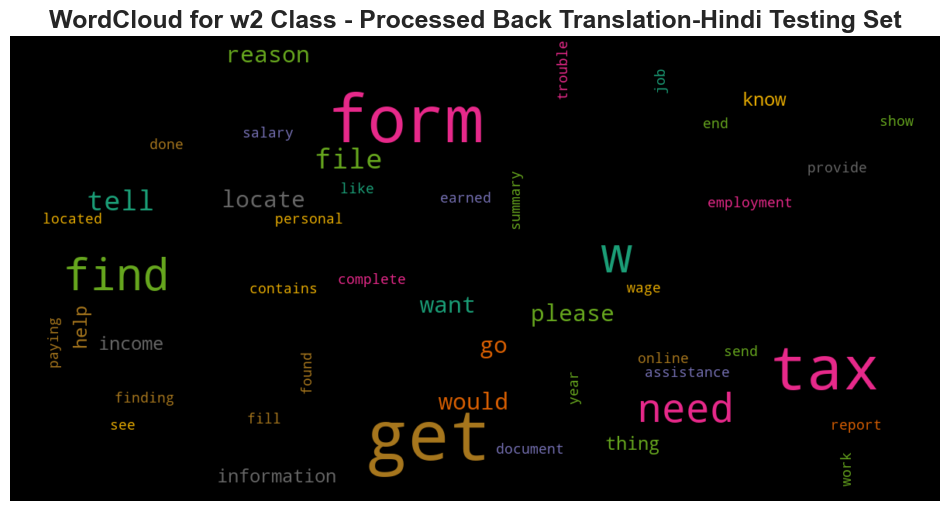 WordCloud for w2 Class - Processed Back Translation-Hindi Testing Set
reason
trouble
job
know
form
end
show
salary
done
file
provide
like
tell
locate
earned
summary
employment
located
personal
w
find
contains
complete
wage
want
please
help
paying
income
go
online
send
assistance
tax
found
year
finding
would
need
see
fill
report
get
document
thing
work
information